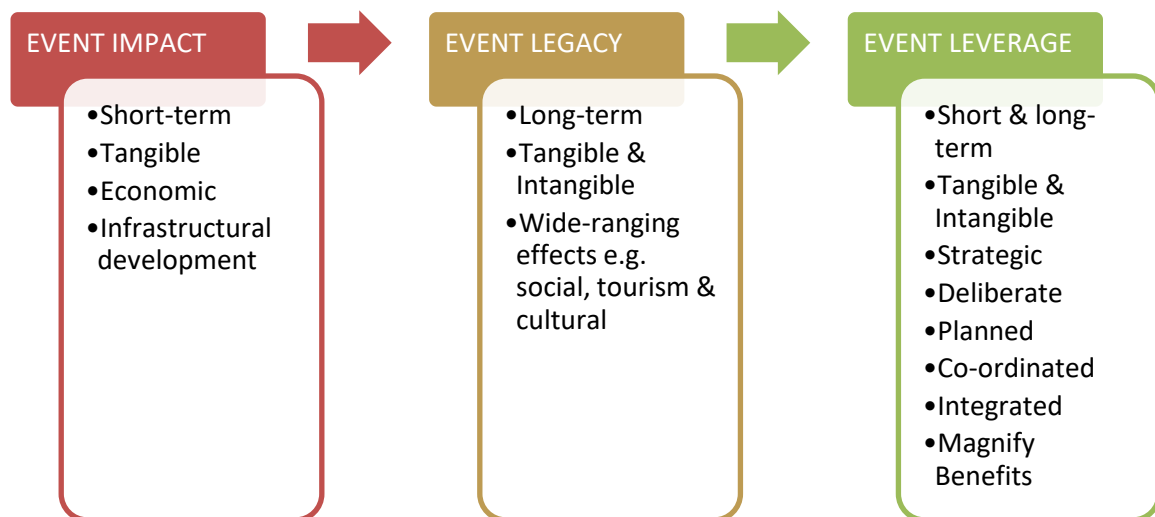 EVENT IMPACT
•Short-term
•Tangible
•Economic
•Infrastructural
development
EVENT LEGACY
•Long-term
•Tangible &
Intangible
•Wide-ranging
effects e.g.
social, tourism &
cultural
EVENT LEVERAGE
•Short & long-
term
•Tangible &
Intangible
•Strategic
•Deliberate
•Planned
•Co-ordinated
•Integrated
•Magnify
Benefits